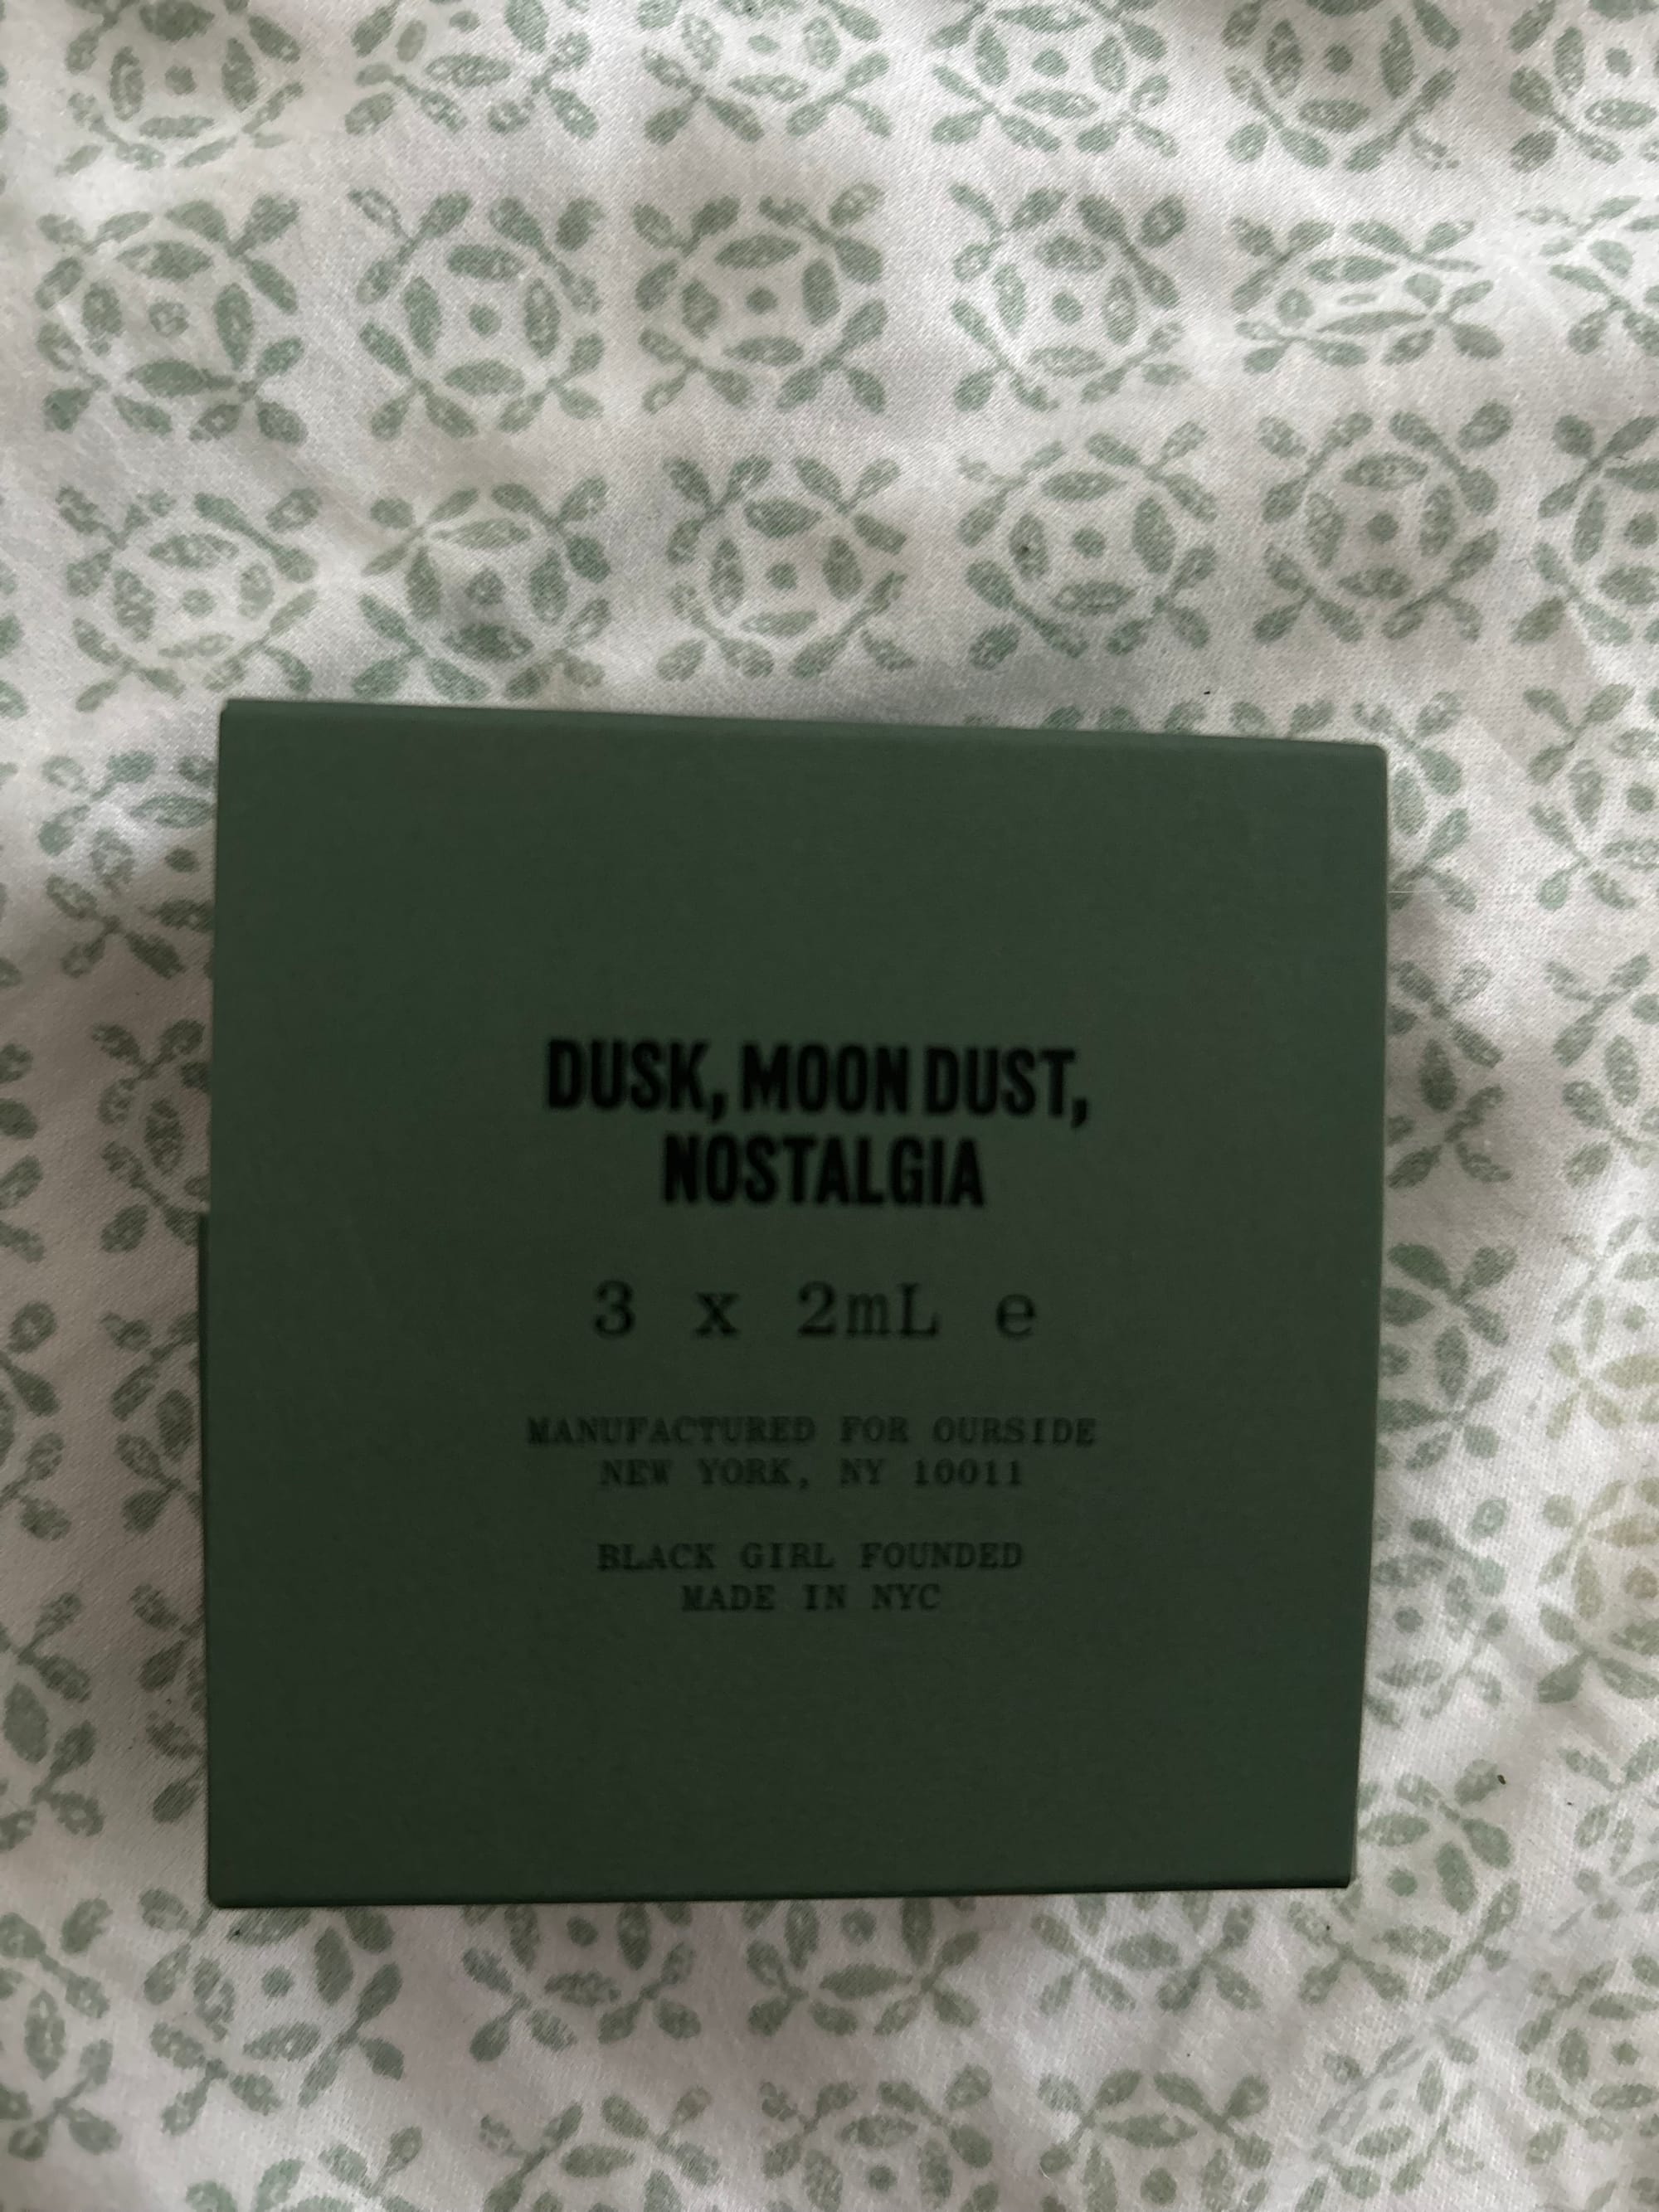 DUSK, MOON DUST,
NOSTALGIA
3 x 2mL e
MANUFACTURED FOR OURSIDE
NEW YORK, NY 10011
BLACK GIRL FOUNDED
MADE IN NYC